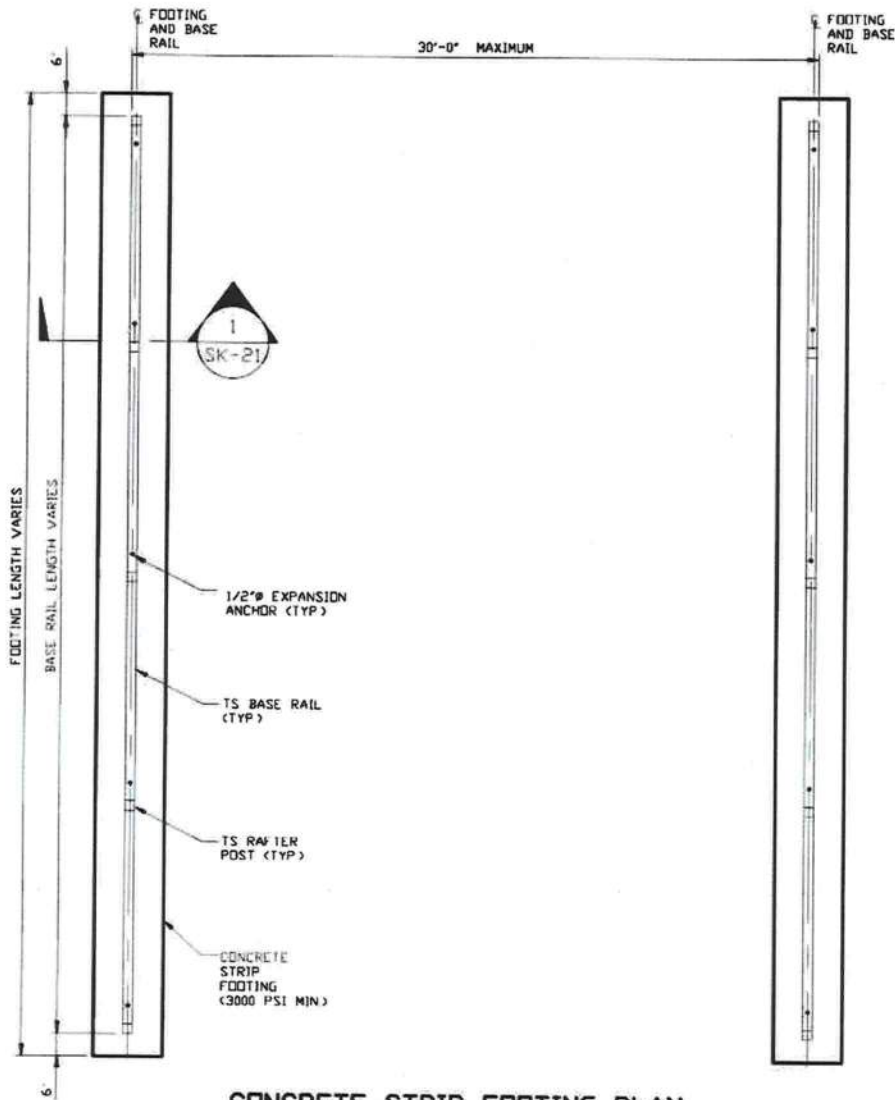 ℄ FOOTING
AND BASE
RAIL
℄ FOOTING
AND BASE
RAIL
30'-0" MAXIMUM
6"
1
SK-21
FOOTING LENGTH VARIES
BASE RAIL LENGTH VARIES
1/2"Ø EXPANSION
ANCHOR (TYP)
TS BASE RAIL
(TYP)
TS RAFTER
POST (TYP)
CONCRETE
STRIP
FOOTING
(3000 PSI MIN)
6"
CONCRETE STRIP FOOTING PLAN